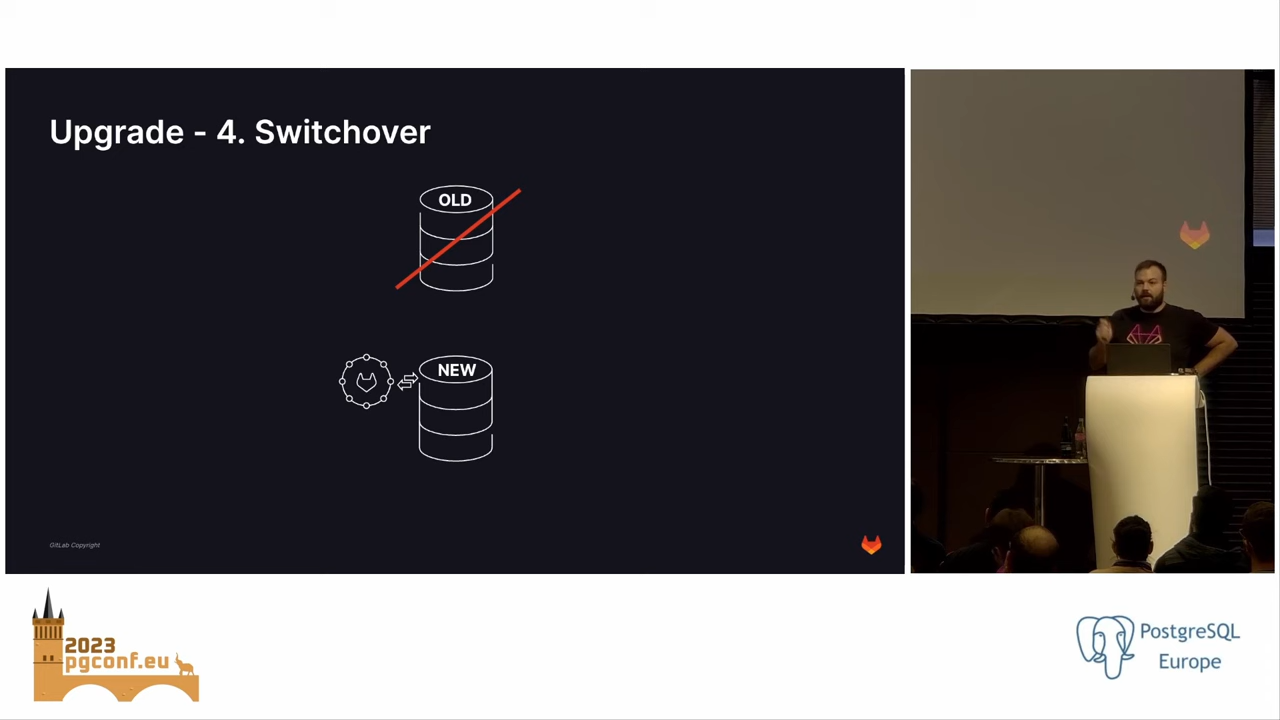 Upgrade - 4. Switchover
OLD
NEW
GitLab Copyright
2023
pgconf.eu
PostgreSQL
Europe